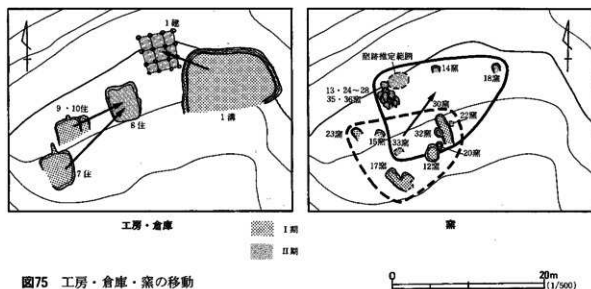 1建
9・10住
8住
7住
1溝
工房・倉庫
窯跡推定範囲
14窯
18窯
13・24〜28
35・36窯
30窯
22窯
23窯
15窯
33窯
32窯
20窯
17窯
12窯
窯
Ⅰ期
Ⅱ期
図75 工房・倉庫・窯の移動
0 20m
(1/500)